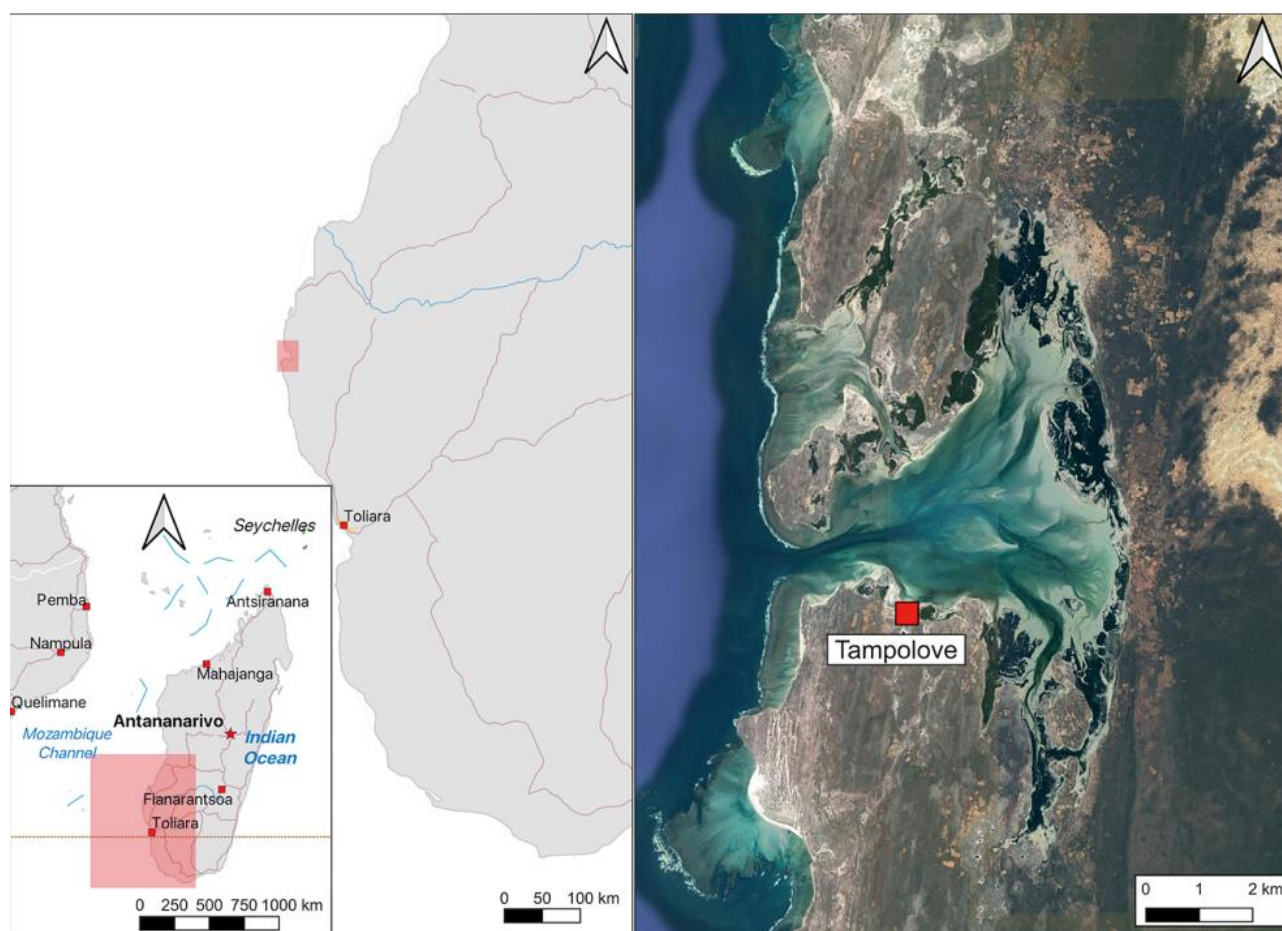 Toliara
0 50 100 km
Seychelles
Pemba
Antsiranana
Nampula
Mahajanga
Quelimane
Antananarivo
Mozambique
Channel
Indian
Ocean
Fianarantsoa
Toliara
0 250 500 750 1000 km
Tampolove
0 1 2 km